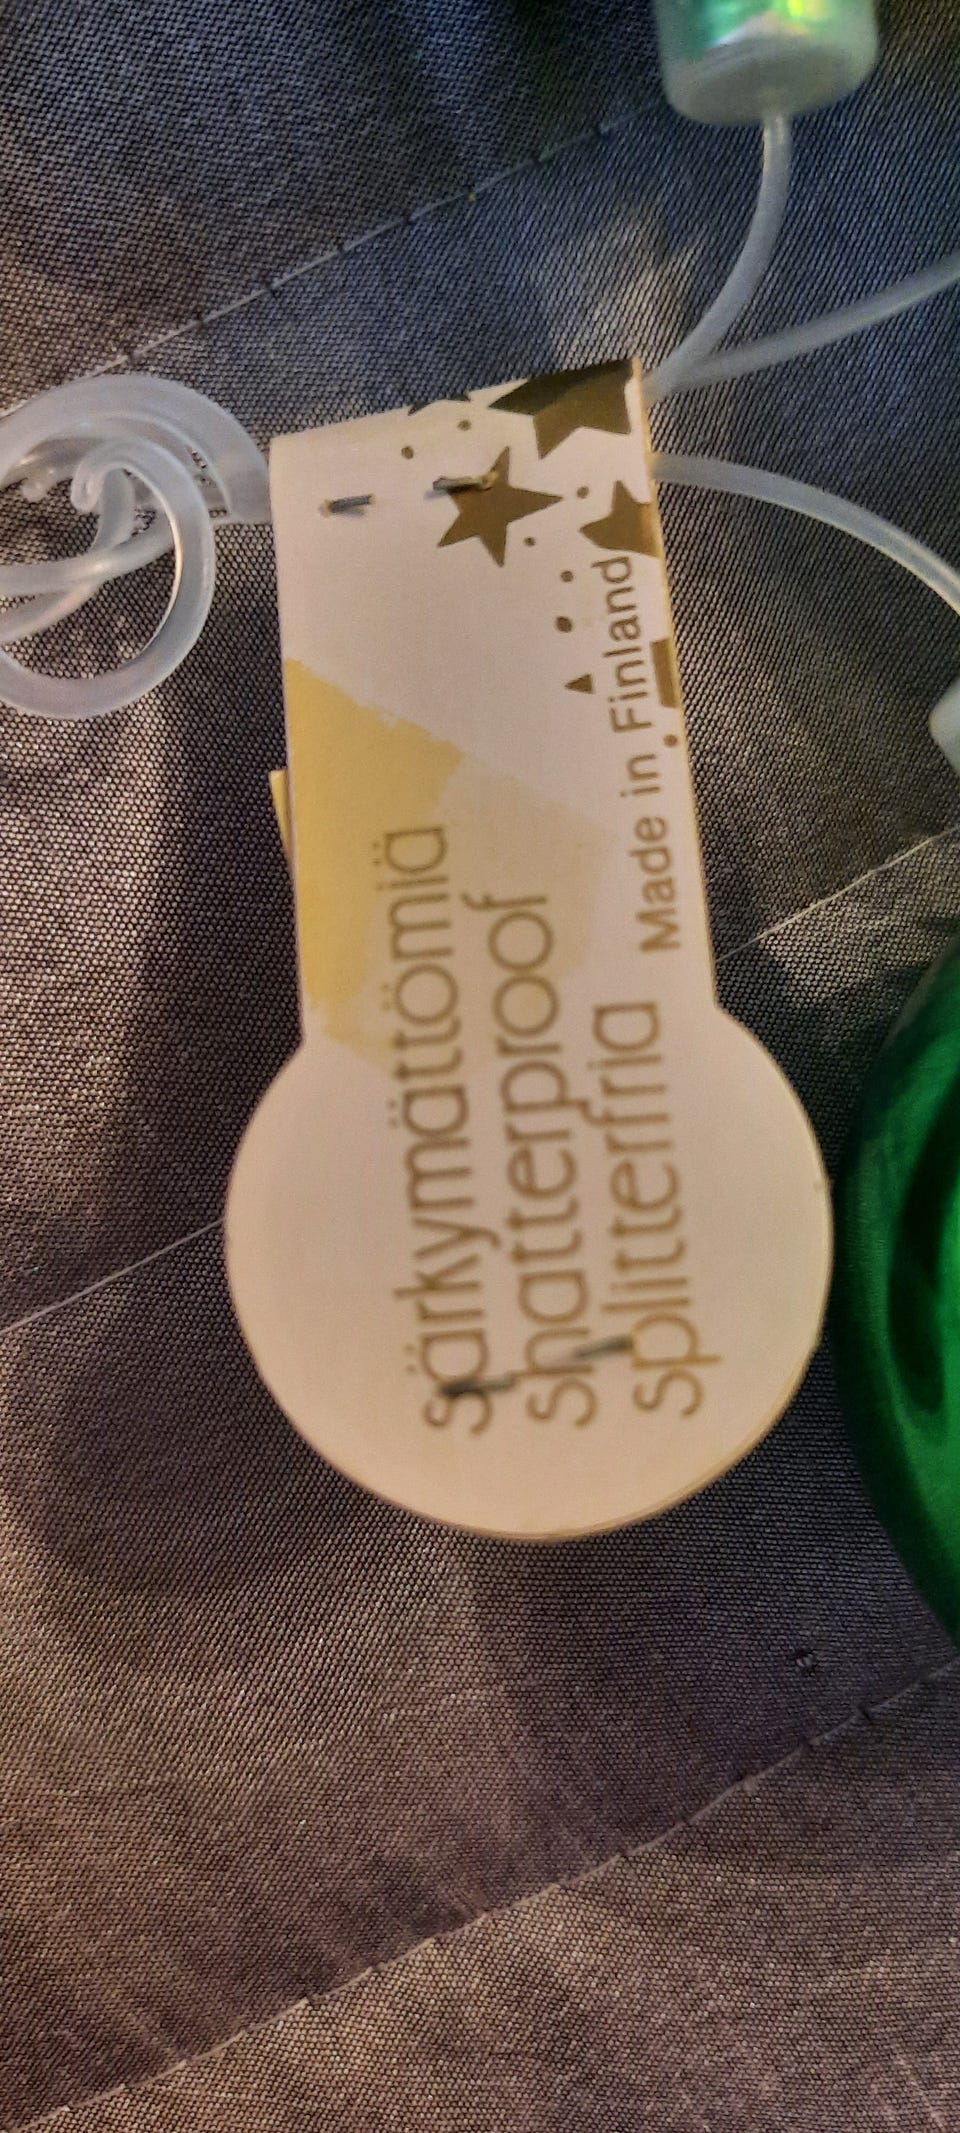 särkymättömiä
shatterproof
splitterfria
Made in Finland